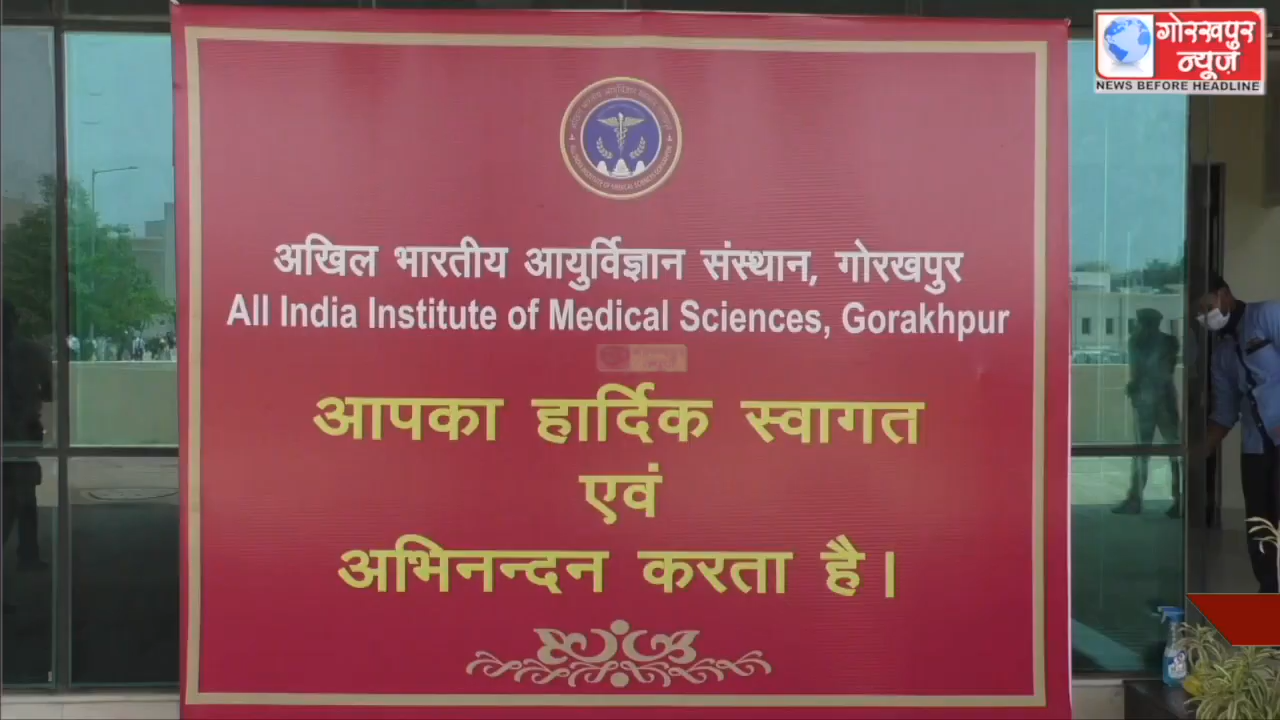 गोरखपुर
न्यूज़
NEWS BEFORE HEADLINE
अखिल भारतीय आयुर्विज्ञान संस्थान, गोरखपुर
All India Institute of Medical Sciences, Gorakhpur
आपका हार्दिक स्वागत
एवं
अभिनन्दन करता है।